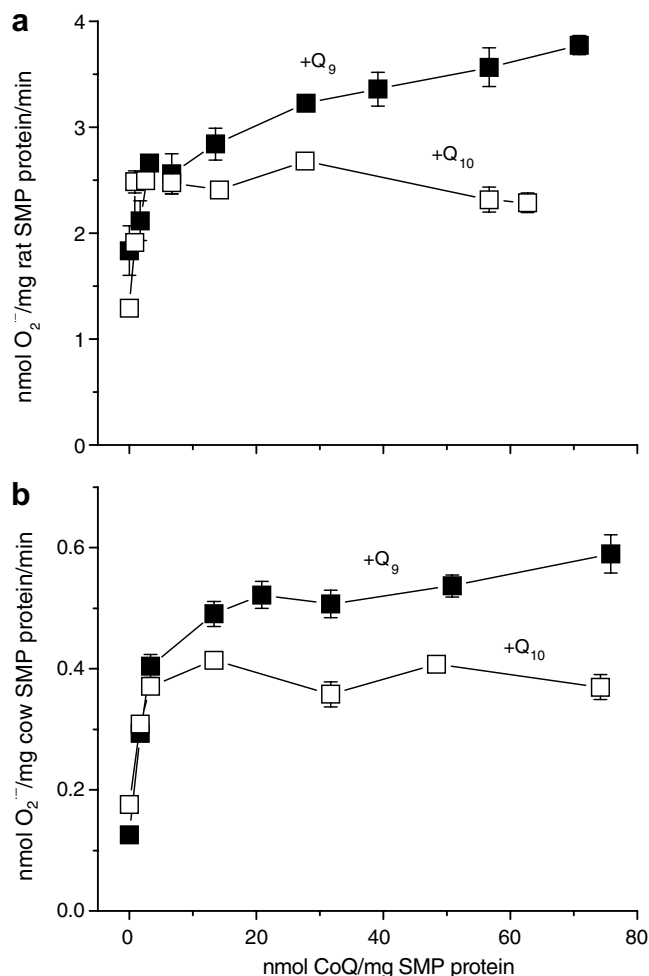 a
nmol O₂·⁻/mg rat SMP protein/min
4
3
2
1
0
+Q₉
+Q₁₀
b
nmol O₂·⁻/mg cow SMP protein/min
0.6
0.4
0.2
0.0
+Q₉
+Q₁₀
0 20 40 60 80
nmol CoQ/mg SMP protein